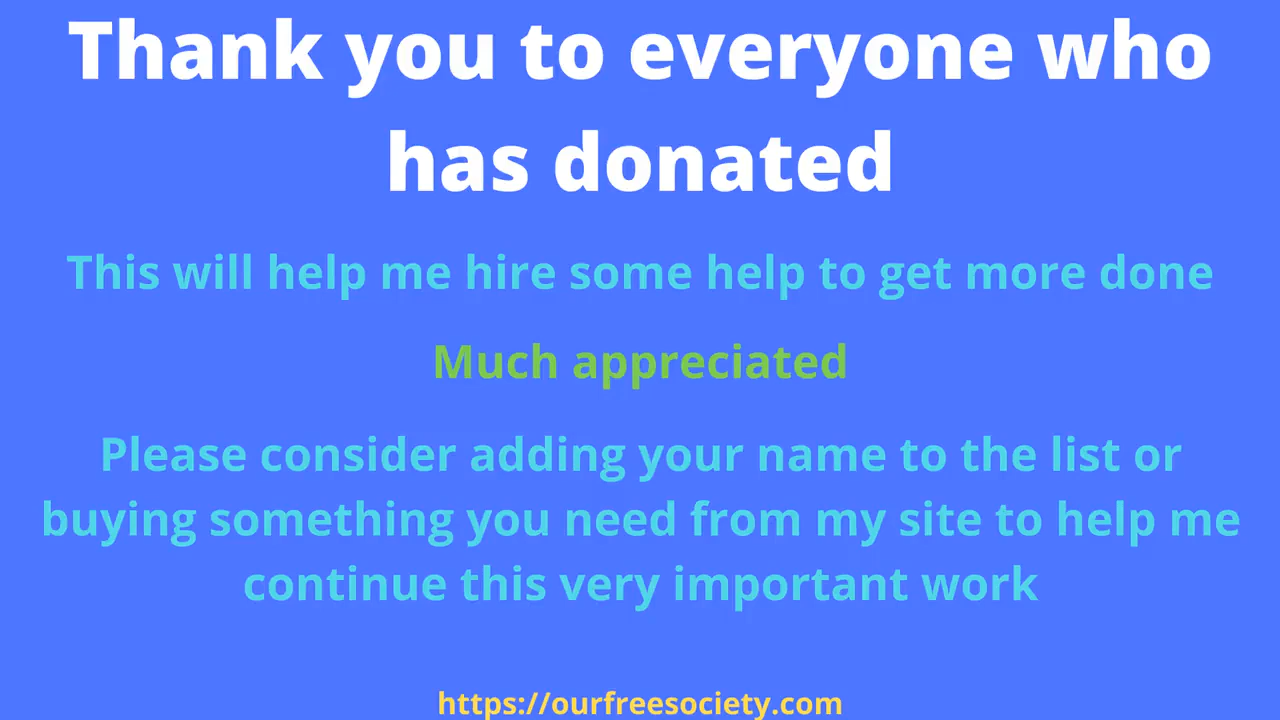 Thank you to everyone who
has donated
This will help me hire some help to get more done
Much appreciated
Please consider adding your name to the list or
buying something you need from my site to help me
continue this very important work
https://ourfreesociety.com